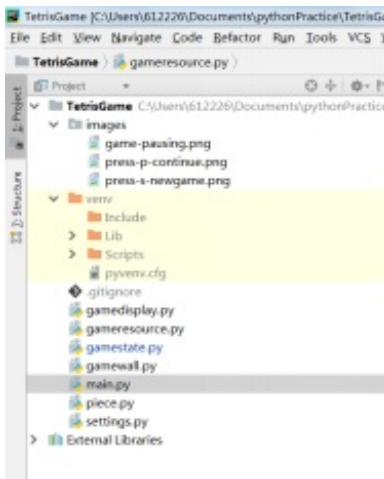 TetrisGame [C:\Users\612226\Documents\pythonPractice\TetrisG
File Edit View Navigate Code Refactor Run Tools VCS
TetrisGame gameresource.py
Project
1: Project
TetrisGame C:\Users\612226\Documents\pythonPractice
images
game-pausing.png
press-p-continue.png
press-s-newgame.png
venv
Include
Lib
Scripts
pyvenv.cfg
2: Structure
.gitignore
gamedisplay.py
gameresource.py
gamestate.py
gamewall.py
main.py
piece.py
settings.py
External Libraries